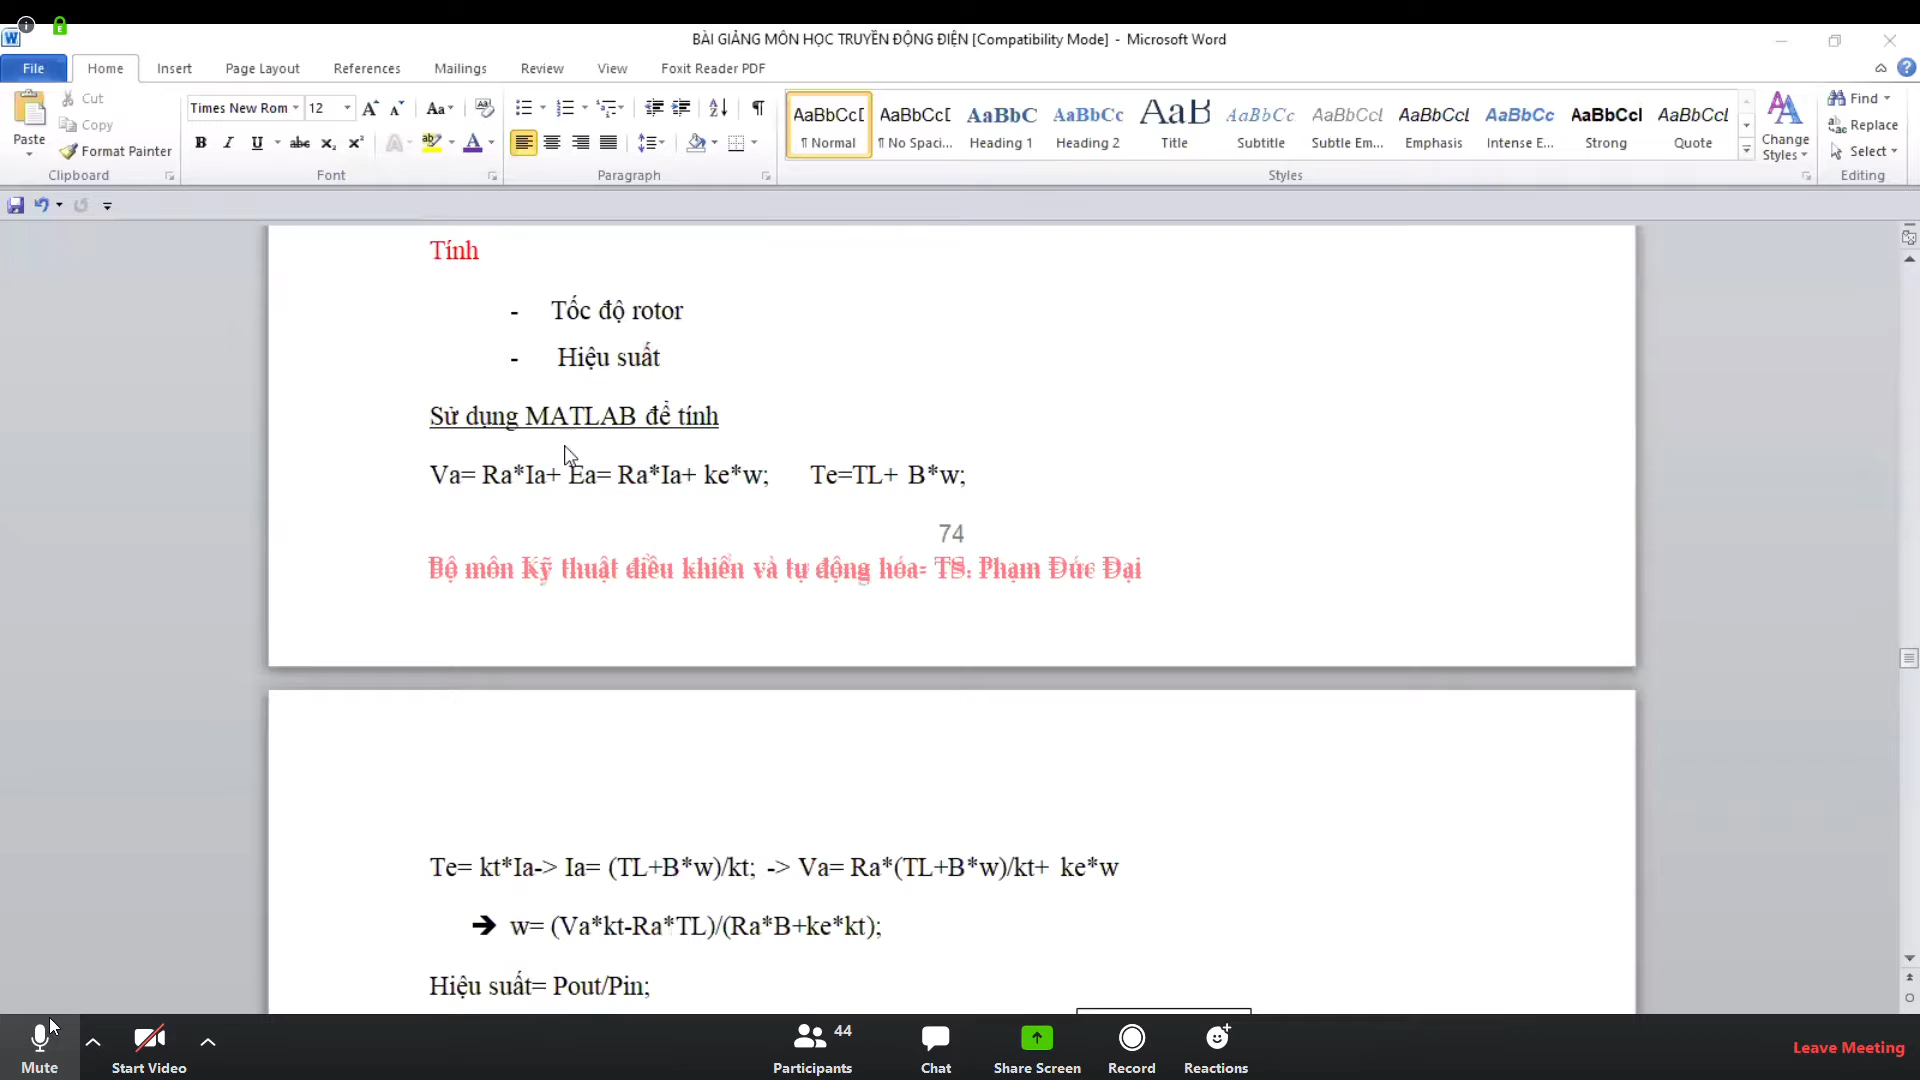 BÀI GIẢNG MÔN HỌC TRUYỀN ĐỘNG ĐIỆN [Compatibility Mode] - Microsoft Word
File Home Insert Page Layout References Mailings Review View Foxit Reader PDF
Paste
Cut
Copy
Format Painter
Clipboard
Times New Rom 12
Font
Paragraph
AaBbCcD AaBbCcD AaBbC AaBbCc AaB AaBbCc AaBbCcl AaBbCcl AaBbCc AaBbCcl AaBbCcl
¶ Normal ¶ No Spaci... Heading 1 Heading 2 Title Subtitle Subtle Em... Emphasis Intense E... Strong Quote
Styles
Change Styles
Find
Replace
Select
Editing
Tính
- Tốc độ rotor
- Hiệu suất
Sử dụng MATLAB để tính
Va= Ra*Ia+ Ea= Ra*Ia+ ke*w; Te=TL+ B*w;
74
Bộ môn Kỹ thuật điều khiển và tự động hóa- TS. Phạm Đức Đại
Te= kt*Ia-> Ia= (TL+B*w)/kt; -> Va= Ra*(TL+B*w)/kt+ ke*w
➔ w= (Va*kt-Ra*TL)/(Ra*B+ke*kt);
Hiệu suất= Pout/Pin;
Mute Start Video Participants 44 Chat Share Screen Record Reactions Leave Meeting